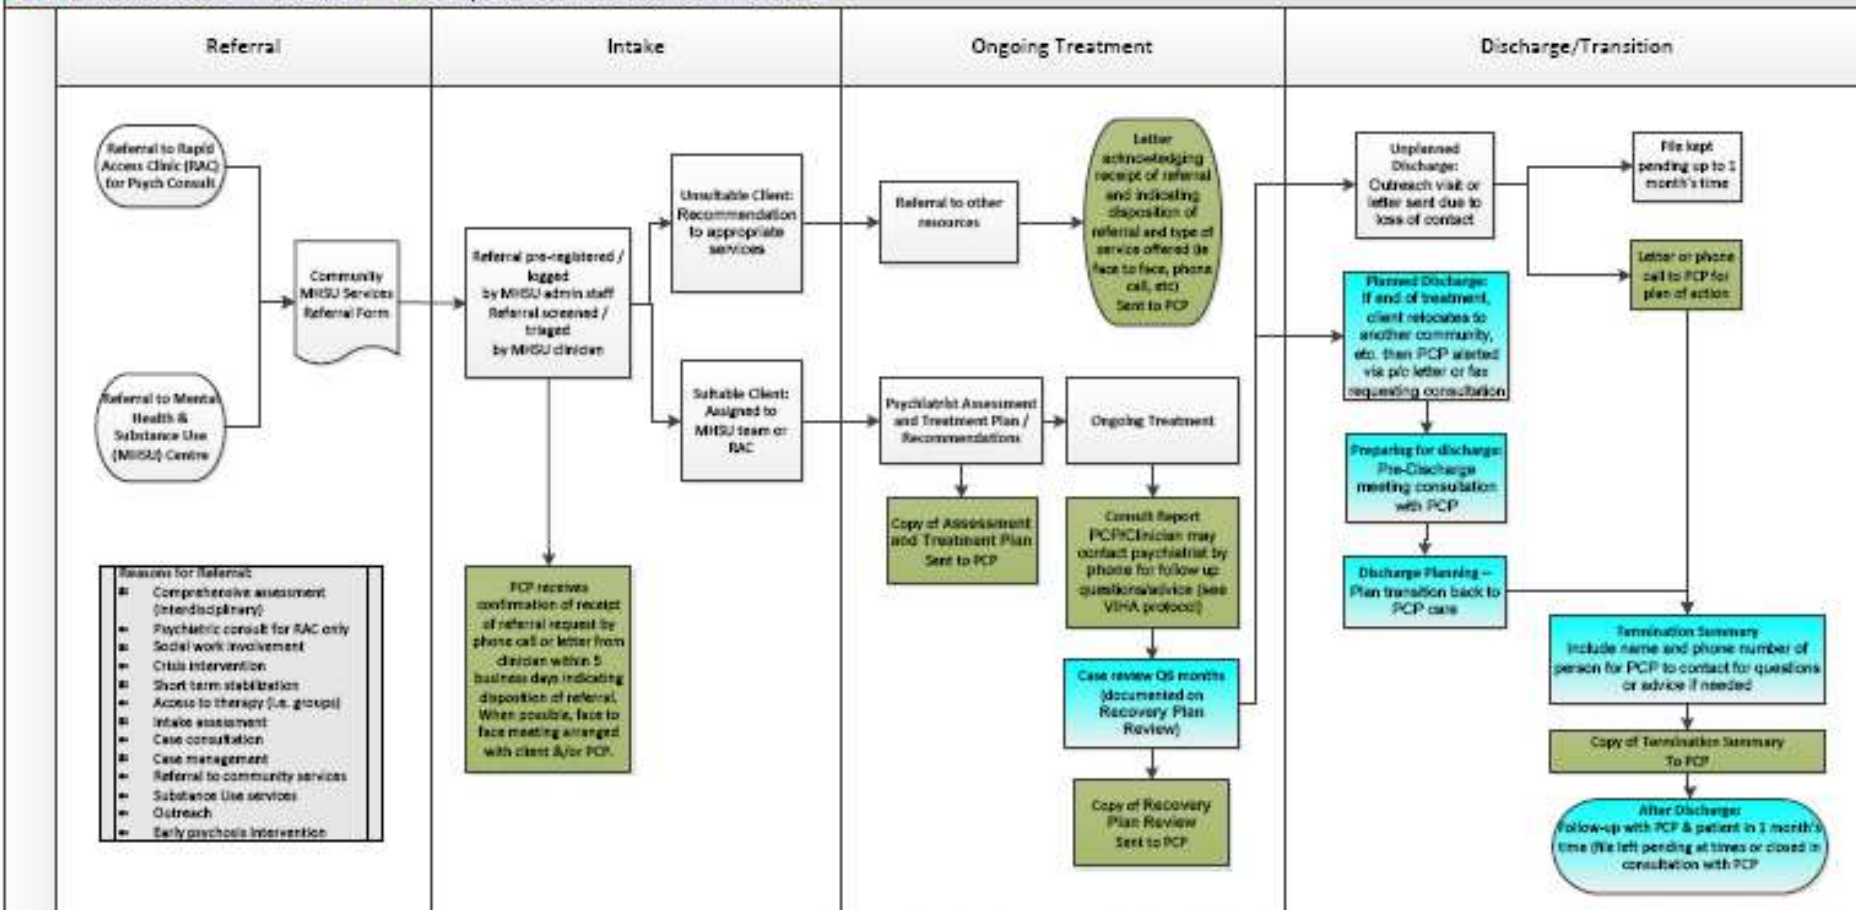 Referral
Intake
Ongoing Treatment
Discharge/Transition
Referral to Rapid
Access Clinic (RAC)
for Psych Consult
Community
MHSU Services
Referral Form
Referral to Mental
Health &
Substance Use
(MHSU) Centre
Reasons for Referral:
Comprehensive assessment
(interdisciplinary)
Psychiatric consult for RAC only
Social work involvement
Crisis intervention
Short term stabilization
Access to therapy (i.e. groups)
Intake assessment
Case consultation
Case management
Referral to community services
Substance Use services
Outreach
Early psychosis intervention
Referral pre-registered /
logged
by MHSU admin staff
Referral screened /
triaged
by MHSU clinician
Unsuitable Client:
Recommendation
to appropriate
services
Suitable Client:
Assigned to
MHSU team or
RAC
PCP receives
confirmation of receipt
of referral request by
phone call or letter from
clinician within 5
business days indicating
disposition of referral.
When possible, face to
face meeting arranged
with client &/or PCP.
Referral to other
resources
Letter
acknowledging
receipt of referral
and indicating
disposition of
referral and type of
service offered (ie
face to face, phone
call, etc)
Sent to PCP
Psychiatrist Assessment
and Treatment Plan /
Recommendations
Ongoing Treatment
Copy of Assessment
and Treatment Plan
Sent to PCP
Consult Report
PCP/Clinician may
contact psychiatrist by
phone for follow up
questions/advice (see
VIHA protocol)
Case review Q6 months
(documented on
Recovery Plan
Review)
Copy of Recovery
Plan Review
Sent to PCP
Unplanned
Discharge:
Outreach visit or
letter sent due to
loss of contact
File kept
pending up to 1
month's time
Letter or phone
call to PCP for
plan of action
Planned Discharge:
If end of treatment,
client relocates to
another community,
etc. then PCP alerted
via p/c letter or fax
requesting consultation
Preparing for discharge:
Pre-Discharge
meeting consultation
with PCP
Discharge Planning –
Plan transition back to
PCP care
Termination Summary
Include name and phone number of
person for PCP to contact for questions
or advice if needed
Copy of Termination Summary
To PCP
After Discharge:
Follow-up with PCP & patient in 1 month's
time (file left pending at times or closed in
consultation with PCP